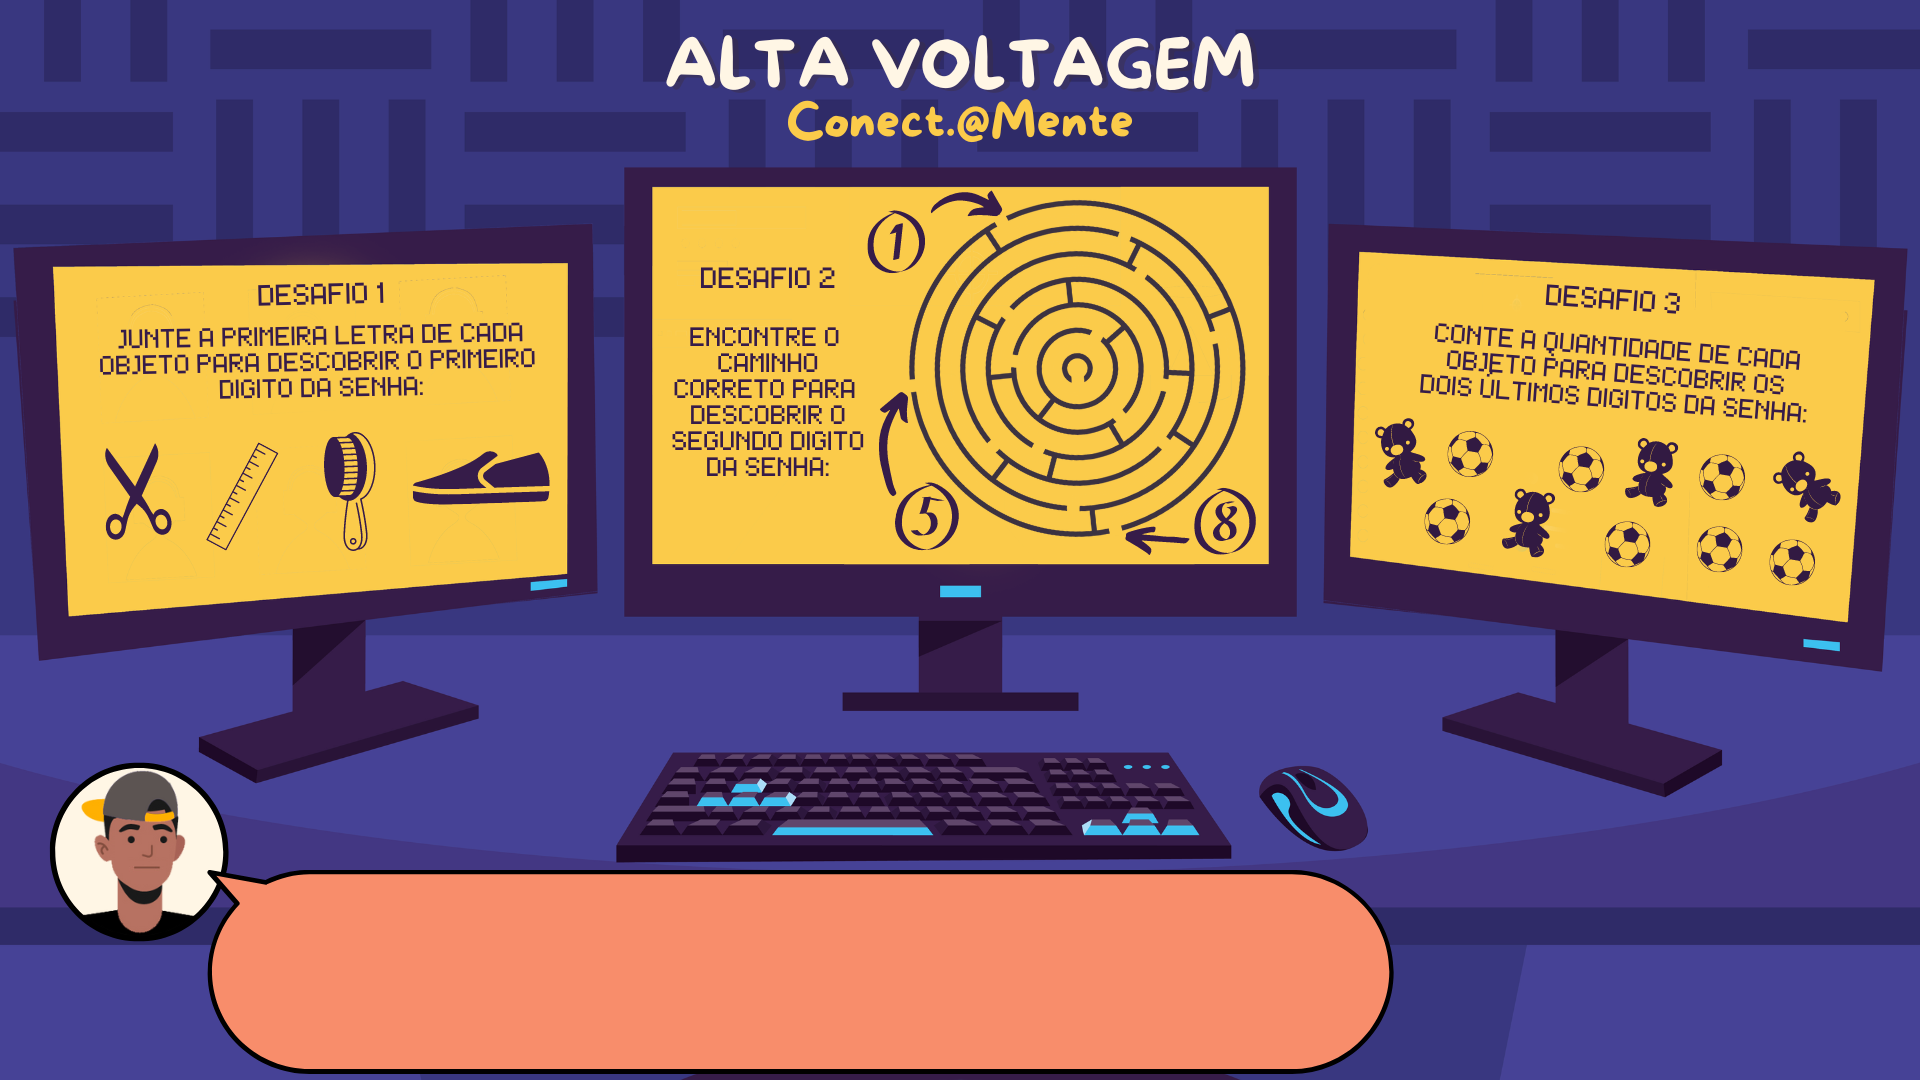 ALTA VOLTAGEM
Conect.@Mente
DESAFIO 1
JUNTE A PRIMEIRA LETRA DE CADA
OBJETO PARA DESCOBRIR O PRIMEIRO
DIGITO DA SENHA:
DESAFIO 2
ENCONTRE O
CAMINHO
CORRETO PARA
DESCOBRIR O
SEGUNDO DIGITO
DA SENHA:
1
5
8
DESAFIO 3
CONTE A QUANTIDADE DE CADA
OBJETO PARA DESCOBRIR OS
DOIS ÚLTIMOS DIGITOS DA SENHA: